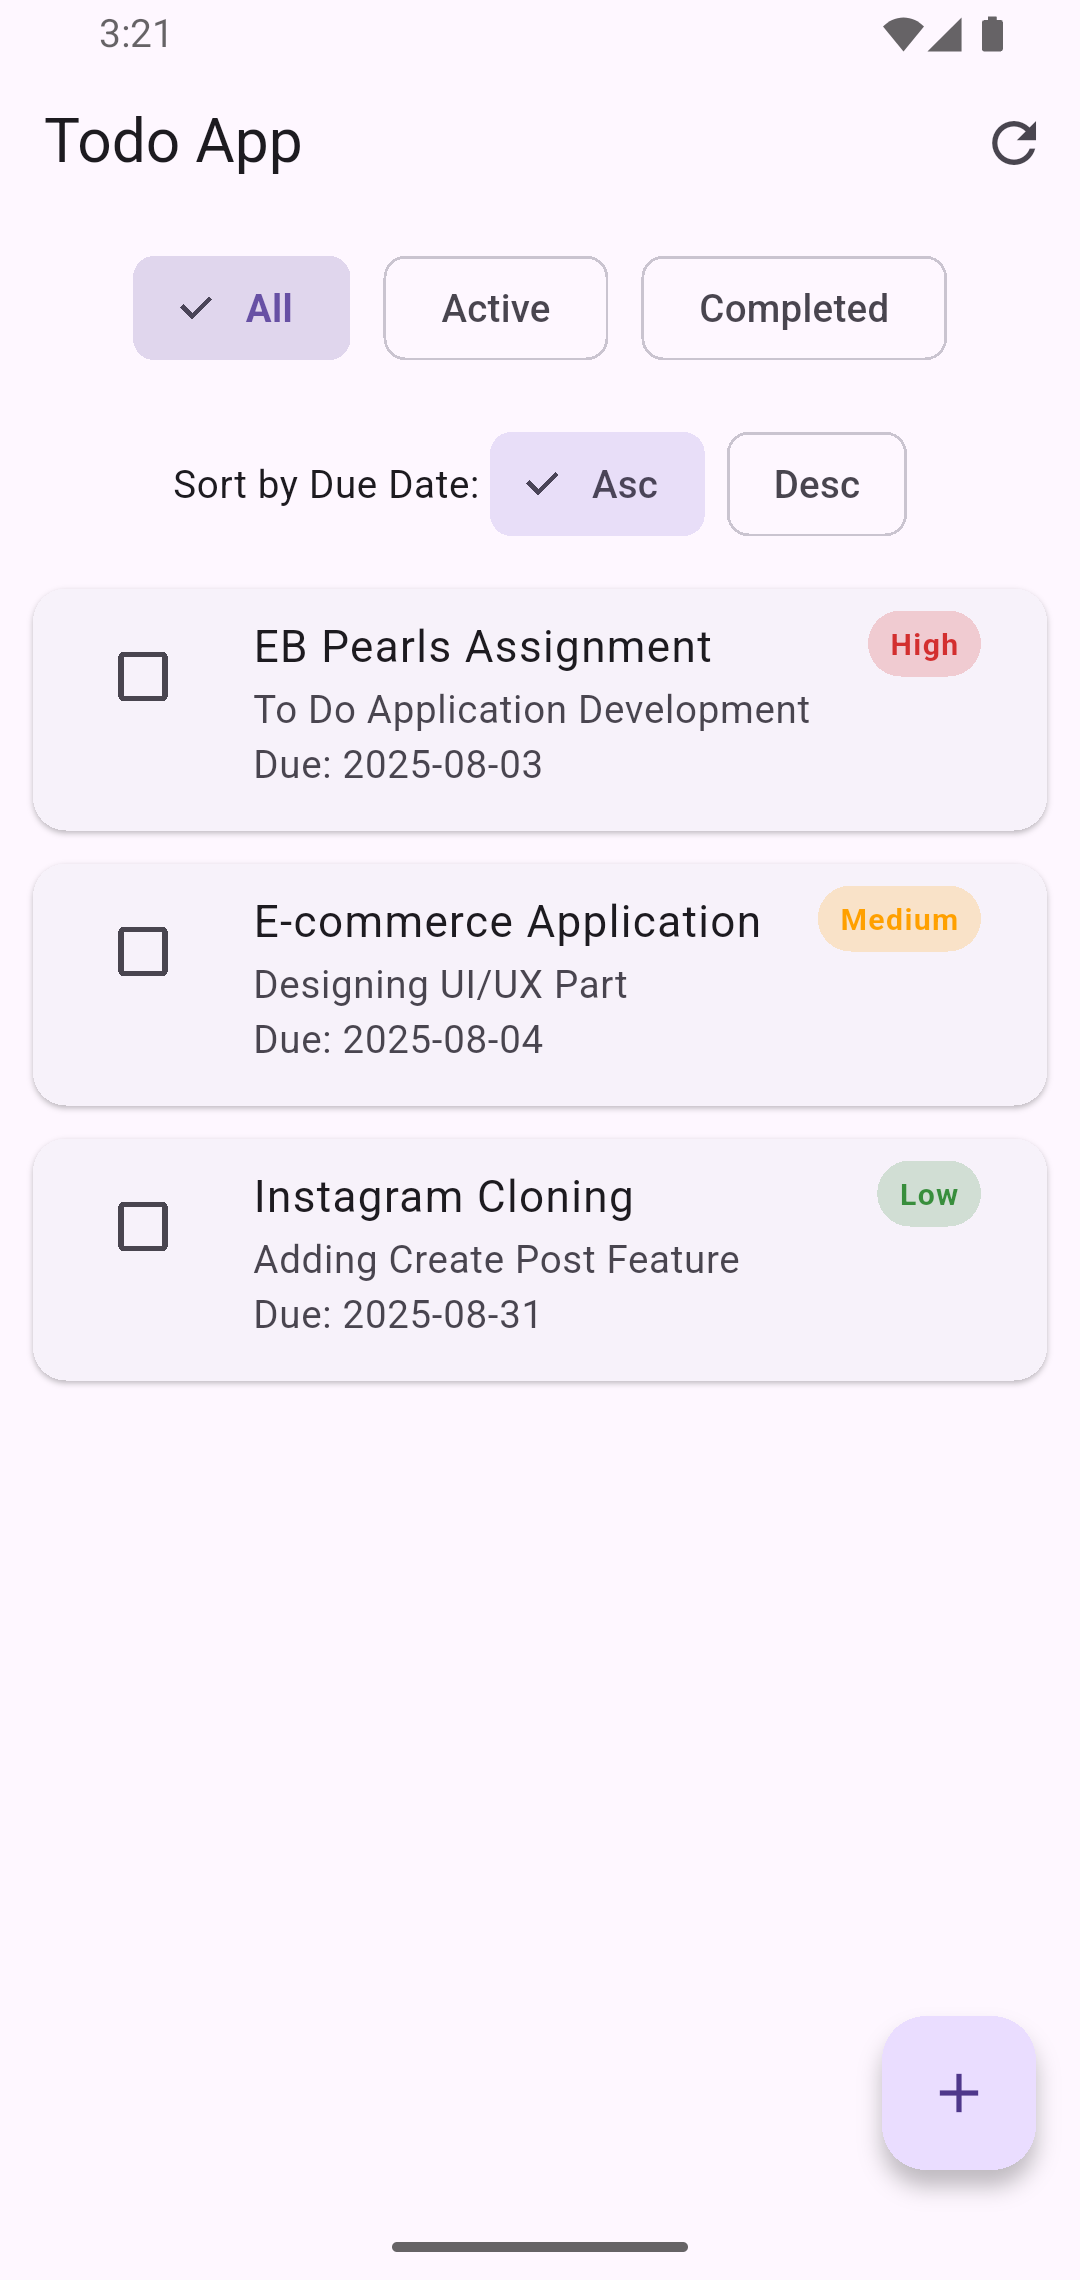 3:21
Todo App
All
Active
Completed
Sort by Due Date:
Asc
Desc
EB Pearls Assignment
High
To Do Application Development
Due: 2025-08-03
E-commerce Application
Medium
Designing UI/UX Part
Due: 2025-08-04
Instagram Cloning
Low
Adding Create Post Feature
Due: 2025-08-31